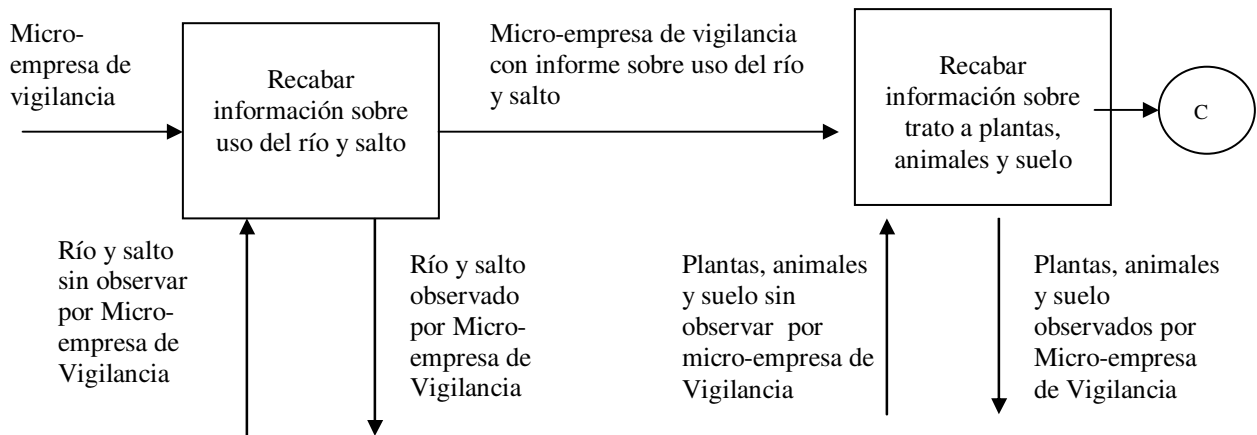 Micro-
empresa de
vigilancia
Recabar
información sobre
uso del río y salto
Micro-empresa de vigilancia
con informe sobre uso del río
y salto
Recabar
información sobre
trato a plantas,
animales y suelo
C
Río y salto
sin observar
por Micro-
empresa de
Vigilancia
Río y salto
observado
por Micro-
empresa de
Vigilancia
Plantas, animales
y suelo sin
observar por
micro-empresa de
Vigilancia
Plantas, animales
y suelo
observados por
Micro-empresa
de Vigilancia